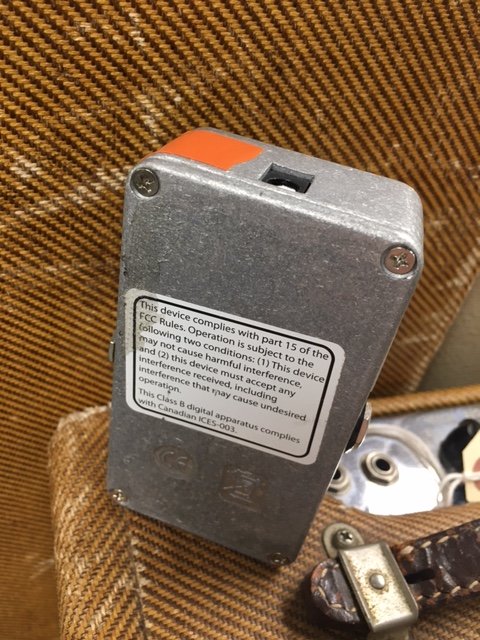 This device complies with part 15 of the
FCC Rules. Operation is subject to the
following two conditions: (1) This device
may not cause harmful interference,
and (2) this device must accept any
interference received, including
interference that may cause undesired
operation.
This Class B digital apparatus complies
with Canadian ICES-003.
CE